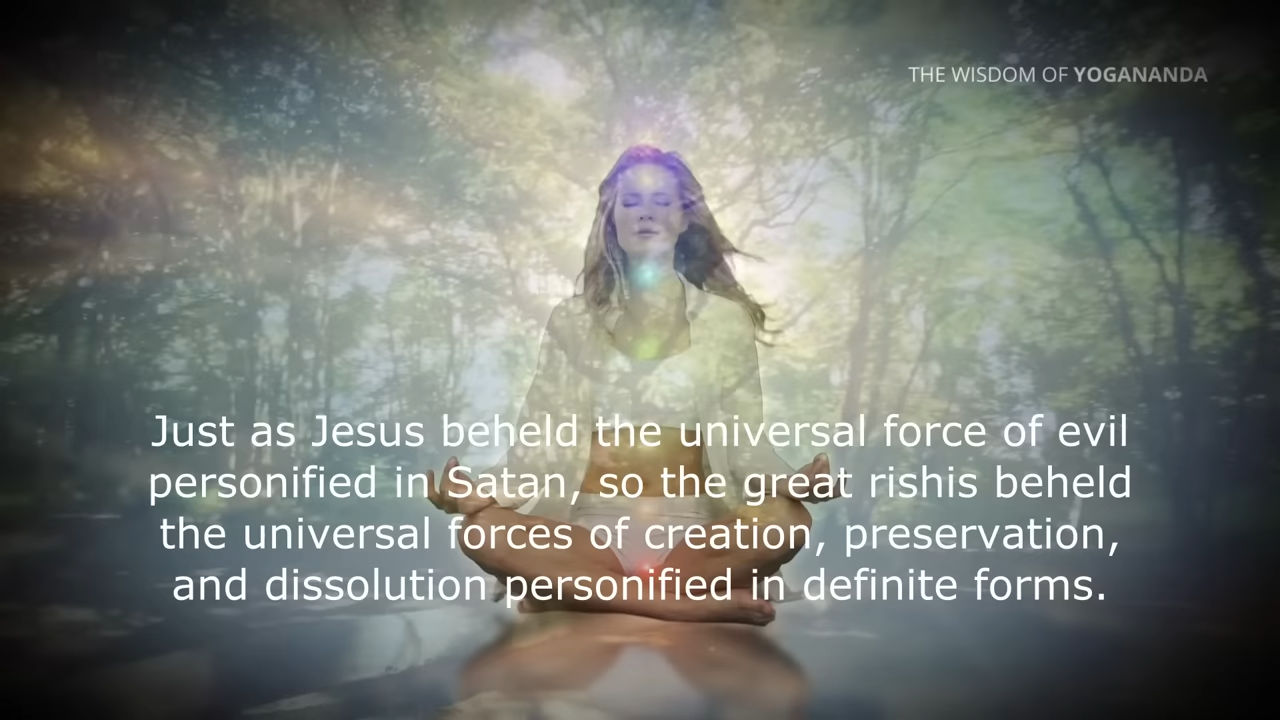 THE WISDOM OF YOGANANDA
Just as Jesus beheld the universal force of evil
personified in Satan, so the great rishis beheld
the universal forces of creation, preservation,
and dissolution personified in definite forms.